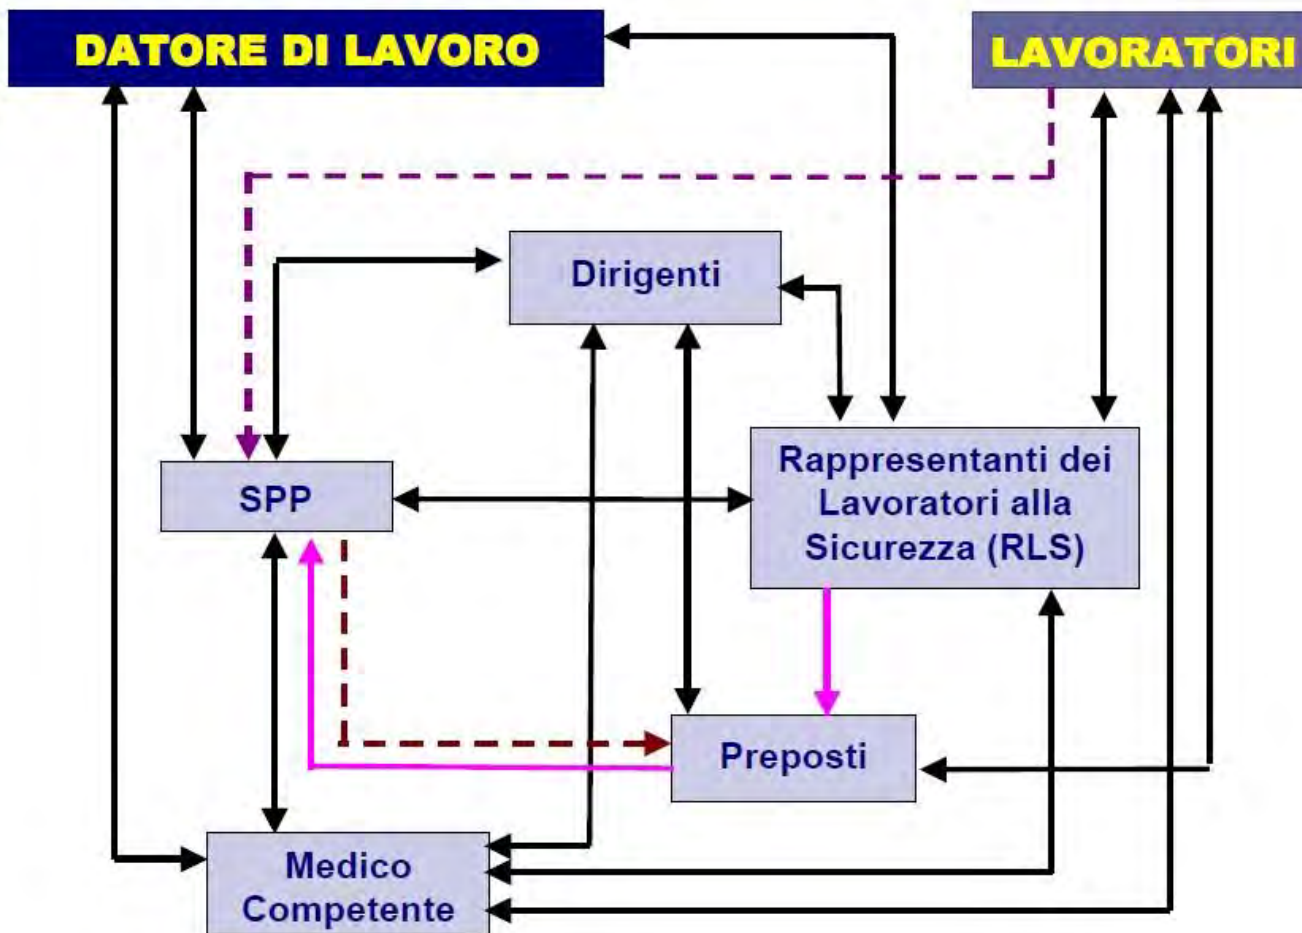 DATORE DI LAVORO
LAVORATORI
Dirigenti
SPP
Rappresentanti dei
Lavoratori alla
Sicurezza (RLS)
Preposti
Medico
Competente